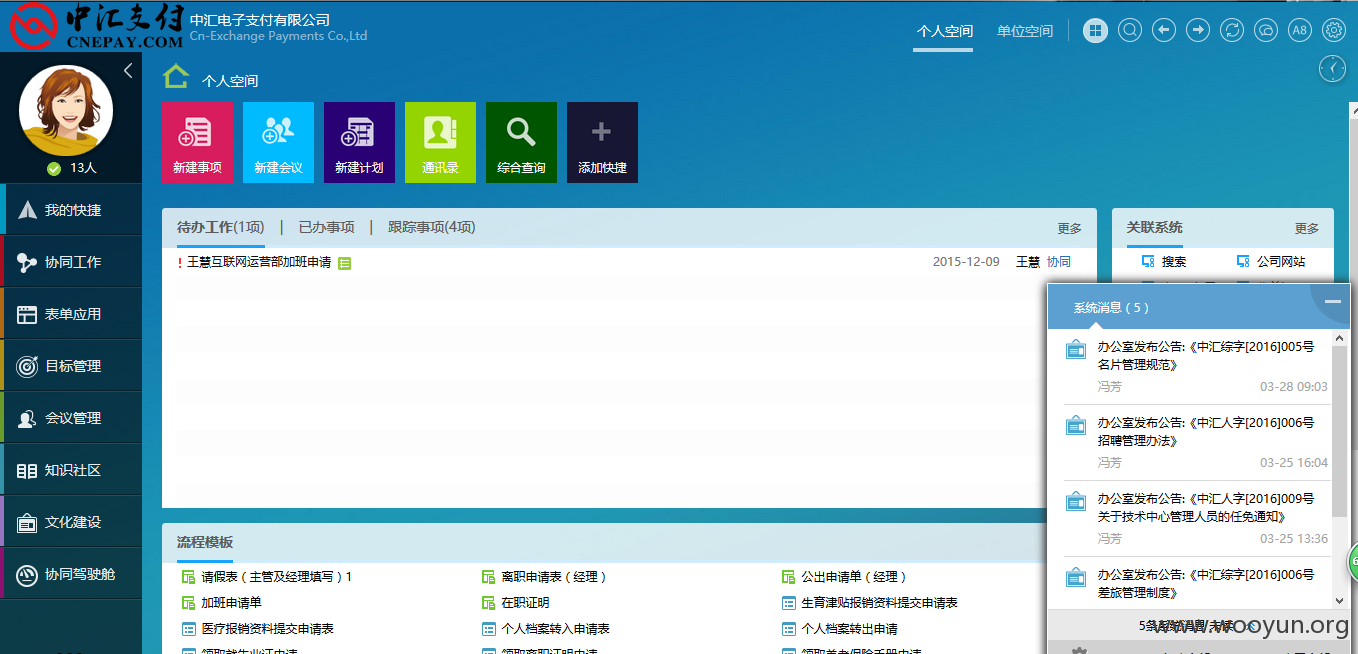 中汇支付
CNEPAY.COM
中汇电子支付有限公司
Cn-Exchange Payments Co.,Ltd
个人空间
单位空间
A8
13人
个人空间
新建事项
新建会议
新建计划
通讯录
综合查询
添加快捷
我的快捷
协同工作
表单应用
目标管理
会议管理
知识社区
文化建设
协同驾驶舱
待办工作(1项) | 已办事项 | 跟踪事项(4项)
更多
王慧互联网运营部加班申请
2015-12-09 王慧 协同
关联系统
更多
搜索
公司网站
系统消息 ( 5 )
办公室发布公告:《中汇综字[2016]005号
名片管理规范》
冯芳 03-28 09:03
办公室发布公告:《中汇人字[2016]006号
招聘管理办法》
冯芳 03-25 16:04
办公室发布公告:《中汇人字[2016]009号
关于技术中心管理人员的任免通知》
冯芳 03-25 13:36
办公室发布公告:《中汇综字[2016]006号
差旅管理制度》
流程模板
请假表（主管及经理填写）1
离职申请表（经理）
公出申请单（经理）
加班申请单
在职证明
生育津贴报销资料提交申请表
医疗报销资料提交申请表
个人档案转入申请表
个人档案转出申请
www.wooyun.org